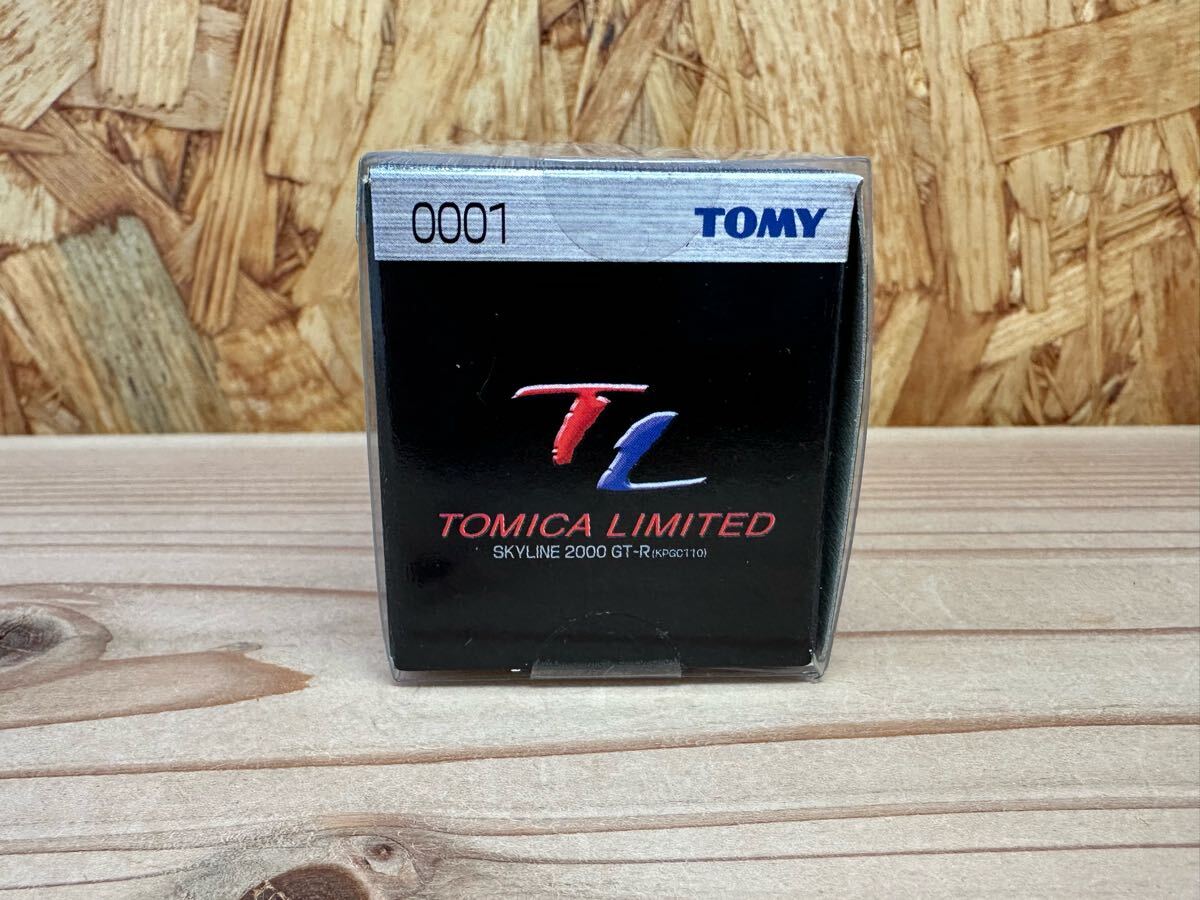 0001 TOMY
TL
TOMICA LIMITED
SKYLINE 2000 GT-R(KPGC110)